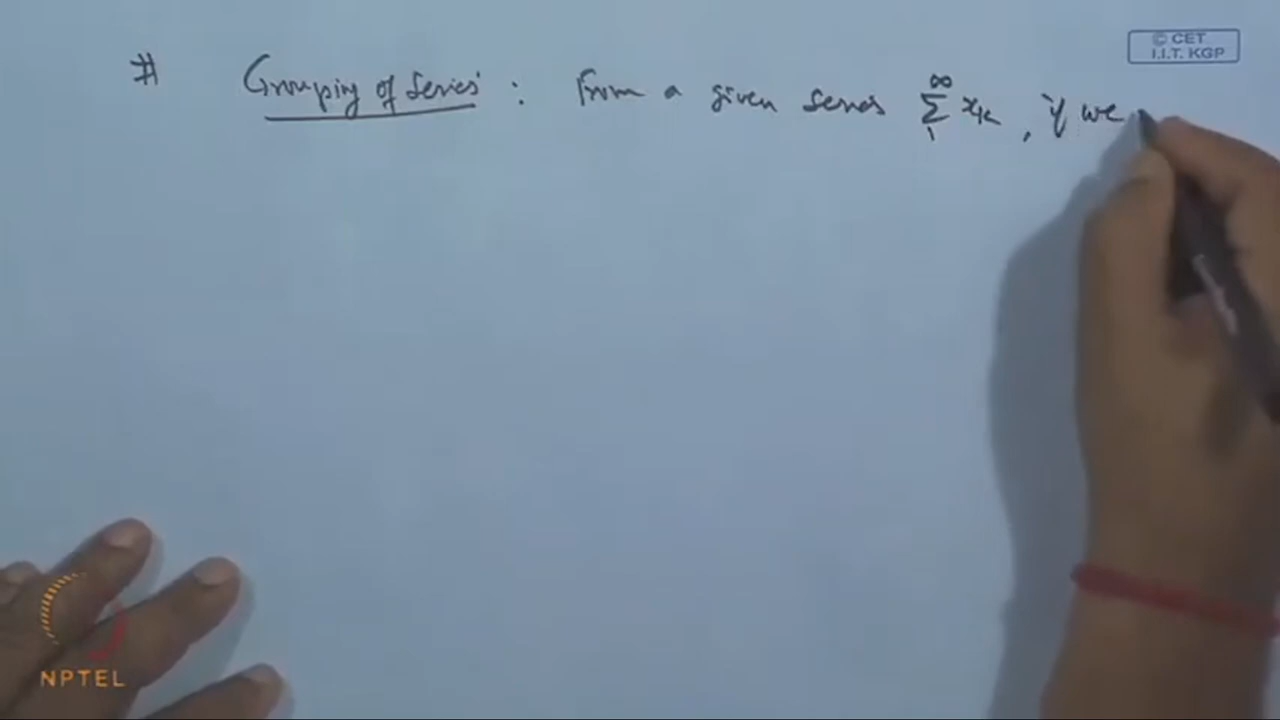 © CET
I.I.T. KGP
# Grouping of Series : From a given series ∑₁^∞ xₖ , if we
NPTEL